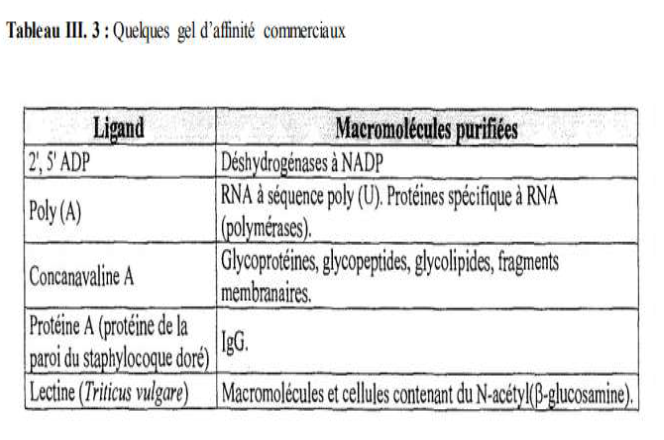 Tableau III. 3 : Quelques gel d'affinité commerciaux
Ligand Macromolécules purifiées
2', 5' ADP Déshydrogénases à NADP
Poly (A) RNA à séquence poly (U). Protéines spécifique à RNA
(polymérases).
Concanavaline A Glycoprotéines, glycopeptides, glycolipides, fragments
membranaires.
Protéine A (protéine de la
paroi du staphylocoque doré) IgG.
Lectine (Triticus vulgare) Macromolécules et cellules contenant du N-acétyl(β-glucosamine).